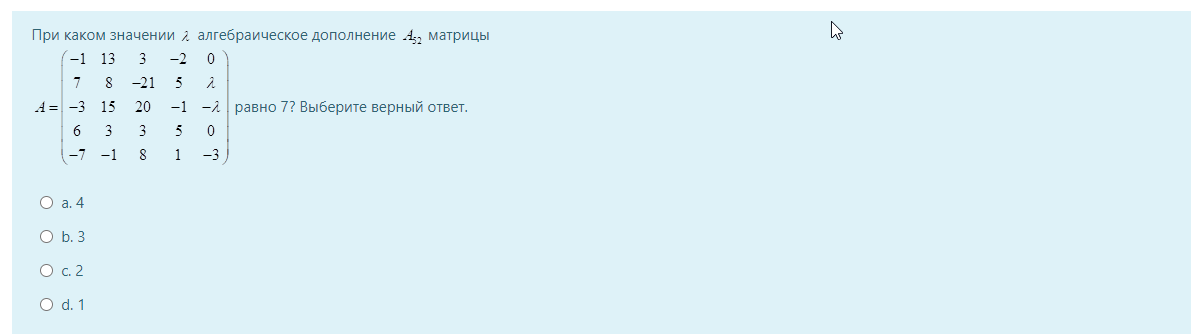 При каком значении λ алгебраическое дополнение A₅₂ матрицы
−1 13 3 −2 0
7 8 −21 5 λ
A = −3 15 20 −1 −λ равно 7? Выберите верный ответ.
6 3 3 5 0
−7 −1 8 1 −3
a. 4
b. 3
c. 2
d. 1